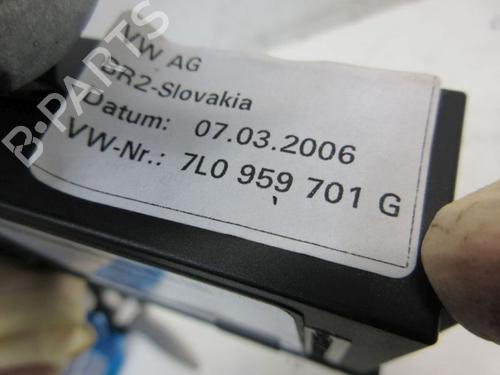 VW AG
BR2-Slovakia
Datum: 07.03.2006
VW-Nr.: 7L0 959 701 G
B-PARTS